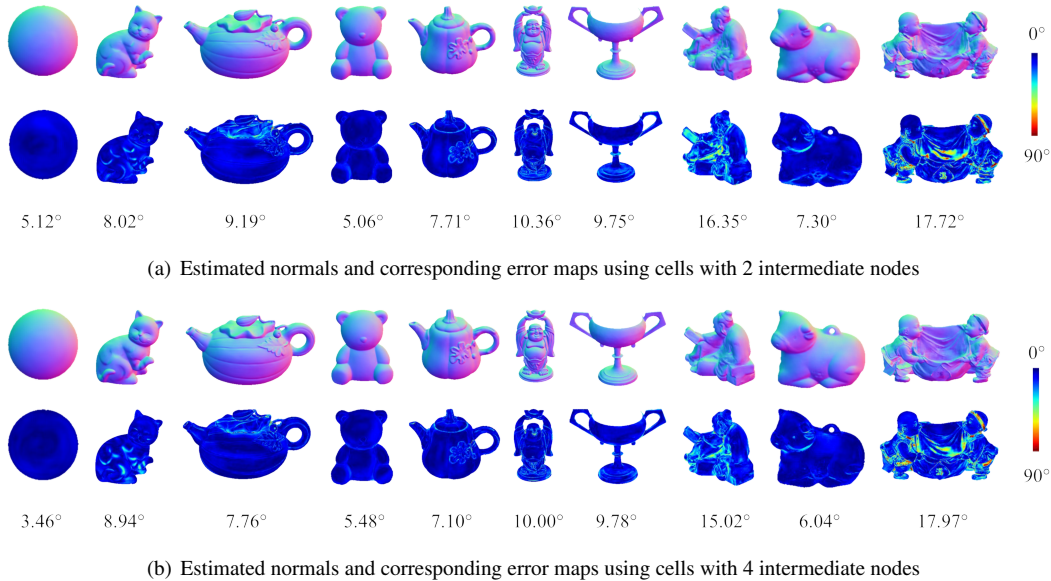 0°
90°
5.12° 8.02° 9.19° 5.06° 7.71° 10.36° 9.75° 16.35° 7.30° 17.72°
(a) Estimated normals and corresponding error maps using cells with 2 intermediate nodes
0°
90°
3.46° 8.94° 7.76° 5.48° 7.10° 10.00° 9.78° 15.02° 6.04° 17.97°
(b) Estimated normals and corresponding error maps using cells with 4 intermediate nodes